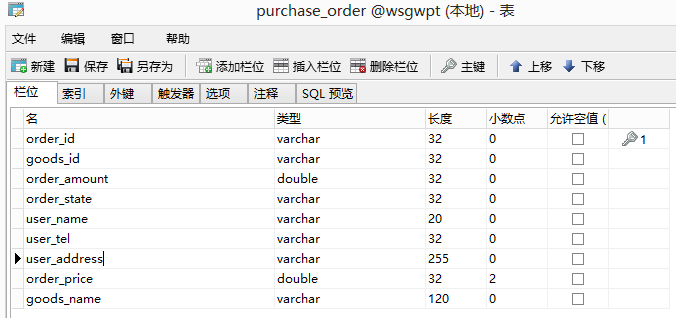 purchase_order @wsgwpt (本地) - 表
文件 编辑 窗口 帮助
新建 保存 另存为 添加栏位 插入栏位 删除栏位 主键 上移 下移
栏位 索引 外键 触发器 选项 注释 SQL 预览
名 类型 长度 小数点 允许空值 (
order_id varchar 32 0 1
goods_id varchar 32 0
order_amount double 32 0
order_state varchar 32 0
user_name varchar 20 0
user_tel varchar 32 0
user_address varchar 255 0
order_price double 32 2
goods_name varchar 120 0